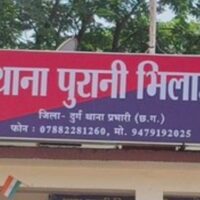 थाना पुरानी भिला
जिला- दुर्ग थाना प्रभारी (छ.ग.)
फोन : 07882281260, मो. 9479192025